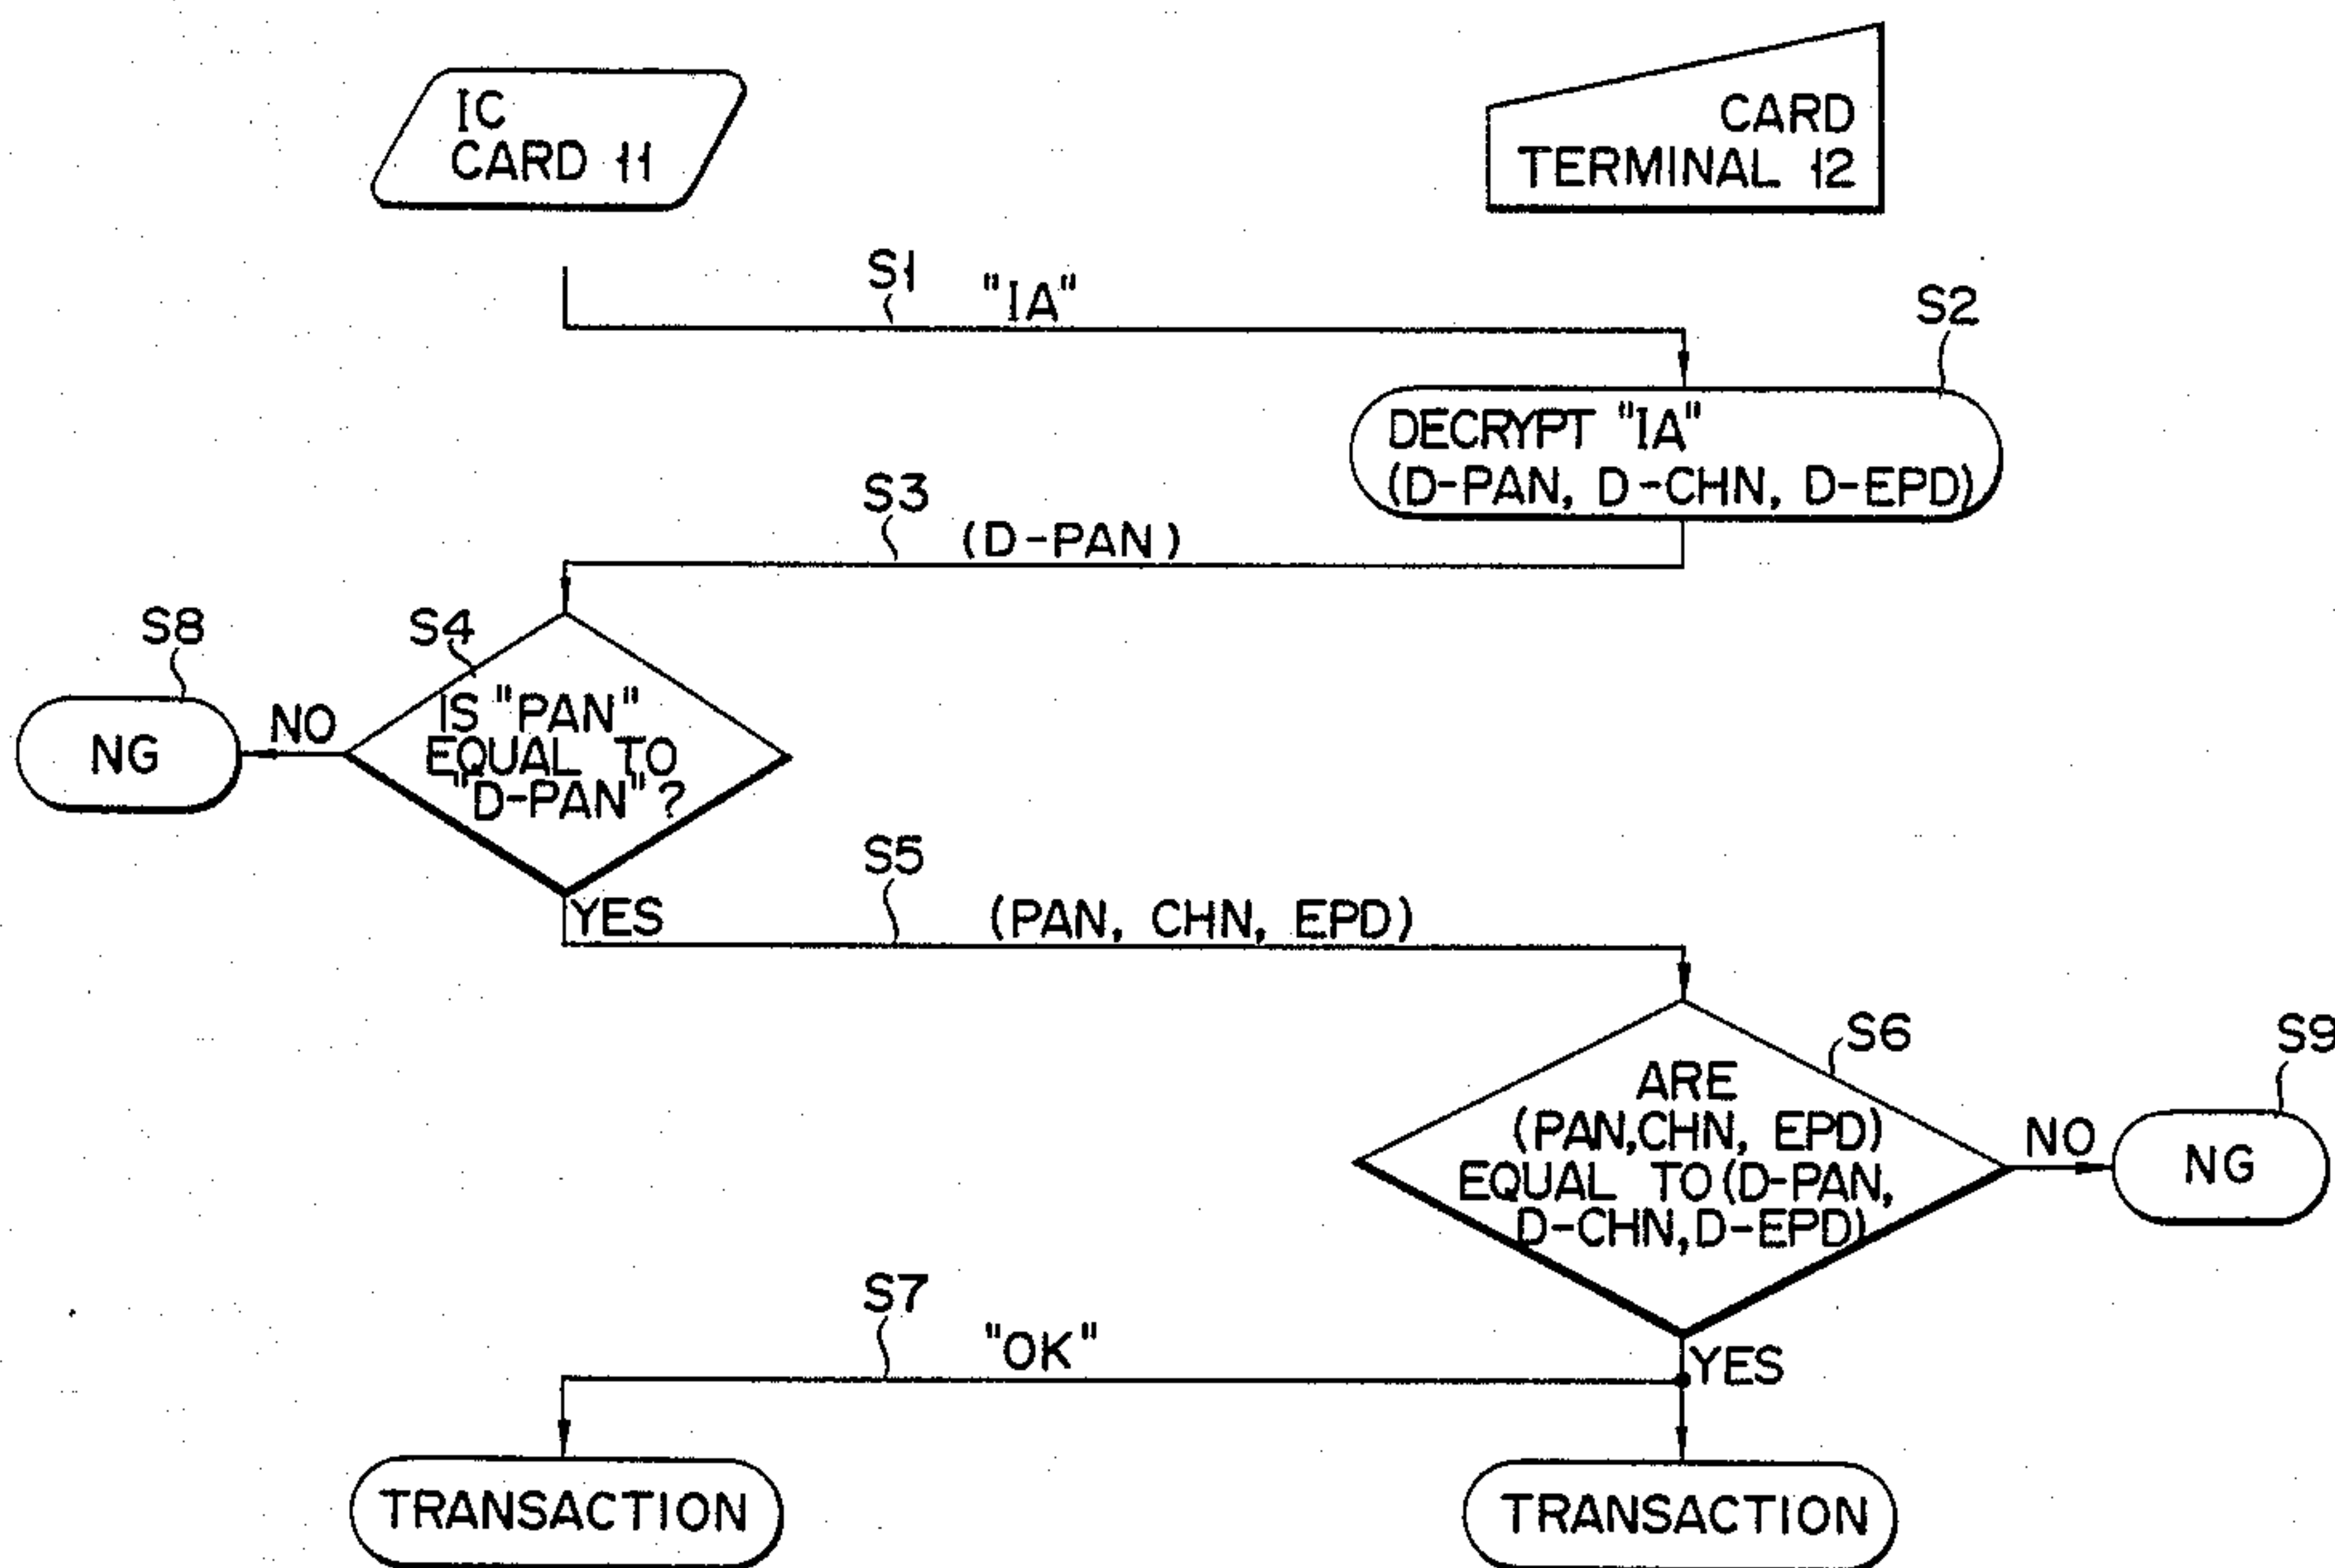 IC
CARD 11
CARD
TERMINAL 12
S1 "IA"
S2
DECRYPT "IA"
(D-PAN, D-CHN, D-EPD)
S3
(D-PAN)
S8
S4
NG
NO
IS "PAN"
EQUAL TO
"D-PAN"?
S5
YES
(PAN, CHN, EPD)
S6
S9
ARE
(PAN,CHN, EPD)
EQUAL TO (D-PAN,
D-CHN,D-EPD)
NO
NG
S7
"OK"
YES
TRANSACTION
TRANSACTION